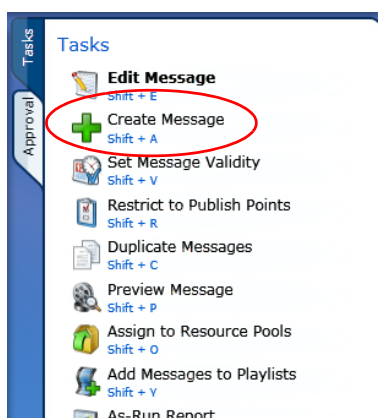 Tasks
Approval
Tasks
Edit Message
Shift + E
Create Message
Shift + A
Set Message Validity
Shift + V
Restrict to Publish Points
Shift + R
Duplicate Messages
Shift + C
Preview Message
Shift + P
Assign to Resource Pools
Shift + O
Add Messages to Playlists
Shift + Y
As-Run Report